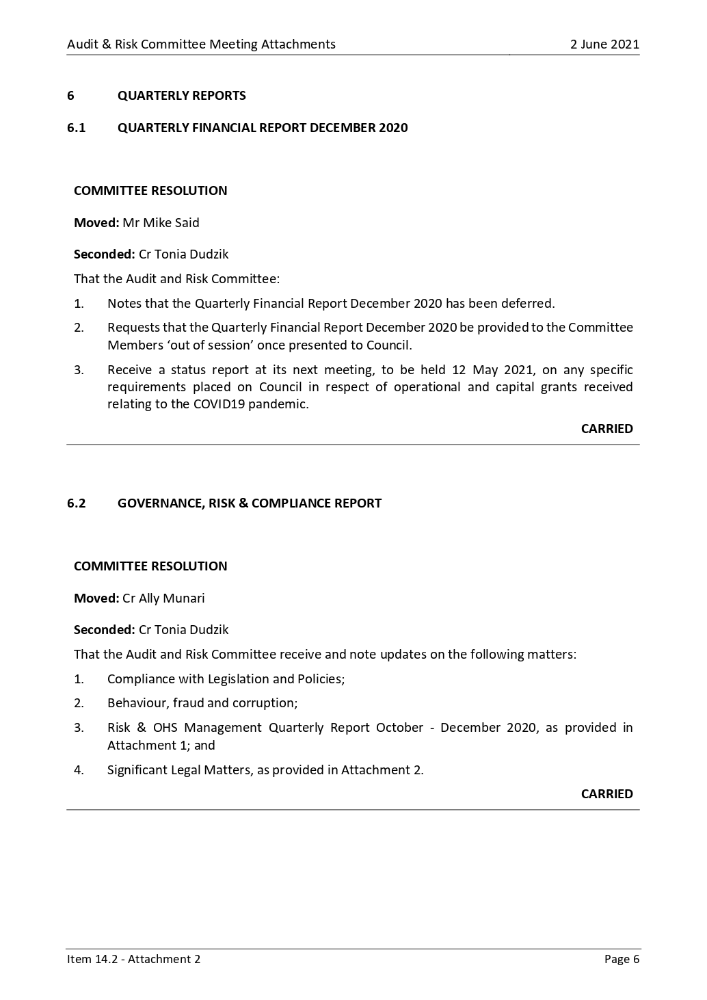 Audit & Risk Committee Meeting Attachments 2 June 2021
6 QUARTERLY REPORTS
6.1 QUARTERLY FINANCIAL REPORT DECEMBER 2020
COMMITTEE RESOLUTION
Moved: Mr Mike Said
Seconded: Cr Tonia Dudzik
That the Audit and Risk Committee:
1. Notes that the Quarterly Financial Report December 2020 has been deferred.
2. Requests that the Quarterly Financial Report December 2020 be provided to the Committee
Members ‘out of session’ once presented to Council.
3. Receive a status report at its next meeting, to be held 12 May 2021, on any specific
requirements placed on Council in respect of operational and capital grants received
relating to the COVID19 pandemic.
CARRIED
6.2 GOVERNANCE, RISK & COMPLIANCE REPORT
COMMITTEE RESOLUTION
Moved: Cr Ally Munari
Seconded: Cr Tonia Dudzik
That the Audit and Risk Committee receive and note updates on the following matters:
1. Compliance with Legislation and Policies;
2. Behaviour, fraud and corruption;
3. Risk & OHS Management Quarterly Report October - December 2020, as provided in
Attachment 1; and
4. Significant Legal Matters, as provided in Attachment 2.
CARRIED
Item 14.2 - Attachment 2 Page 6